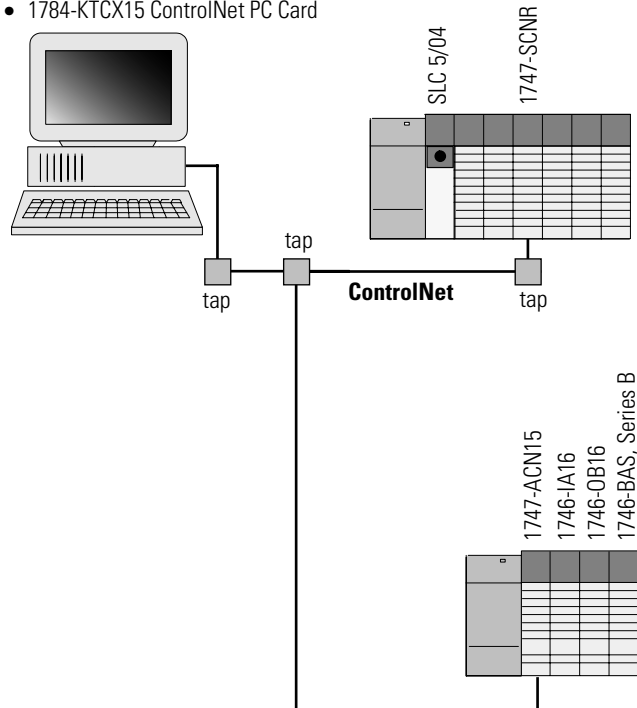 • 1784-KTCX15 ControlNet PC Card
SLC 5/04
1747-SCNR
tap
tap
ControlNet
tap
1747-ACN15
1746-IA16
1746-OB16
1746-BAS, Series B